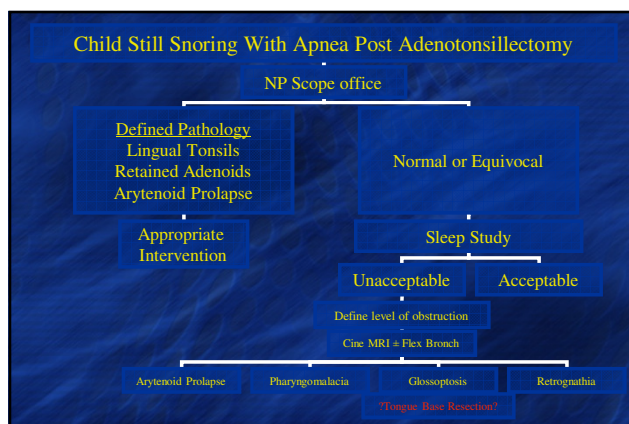 Child Still Snoring With Apnea Post Adenotonsillectomy
NP Scope office
Defined Pathology
Lingual Tonsils
Retained Adenoids
Arytenoid Prolapse
Normal or Equivocal
Appropriate
Intervention
Sleep Study
Unacceptable
Acceptable
Define level of obstruction
Cine MRI ± Flex Bronch
Arytenoid Prolapse
Pharyngomalacia
Glossoptosis
Retrognathia
?Tongue Base Resection?